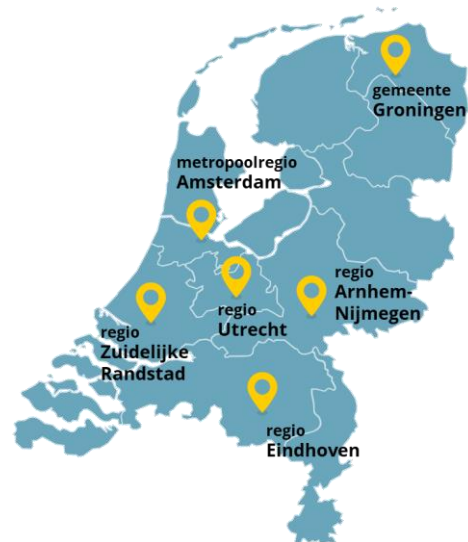 gemeente
Groningen
metropoolregio
Amsterdam
regio
Arnhem-
Nijmegen
regio
Utrecht
regio
Zuidelijke
Randstad
regio
Eindhoven